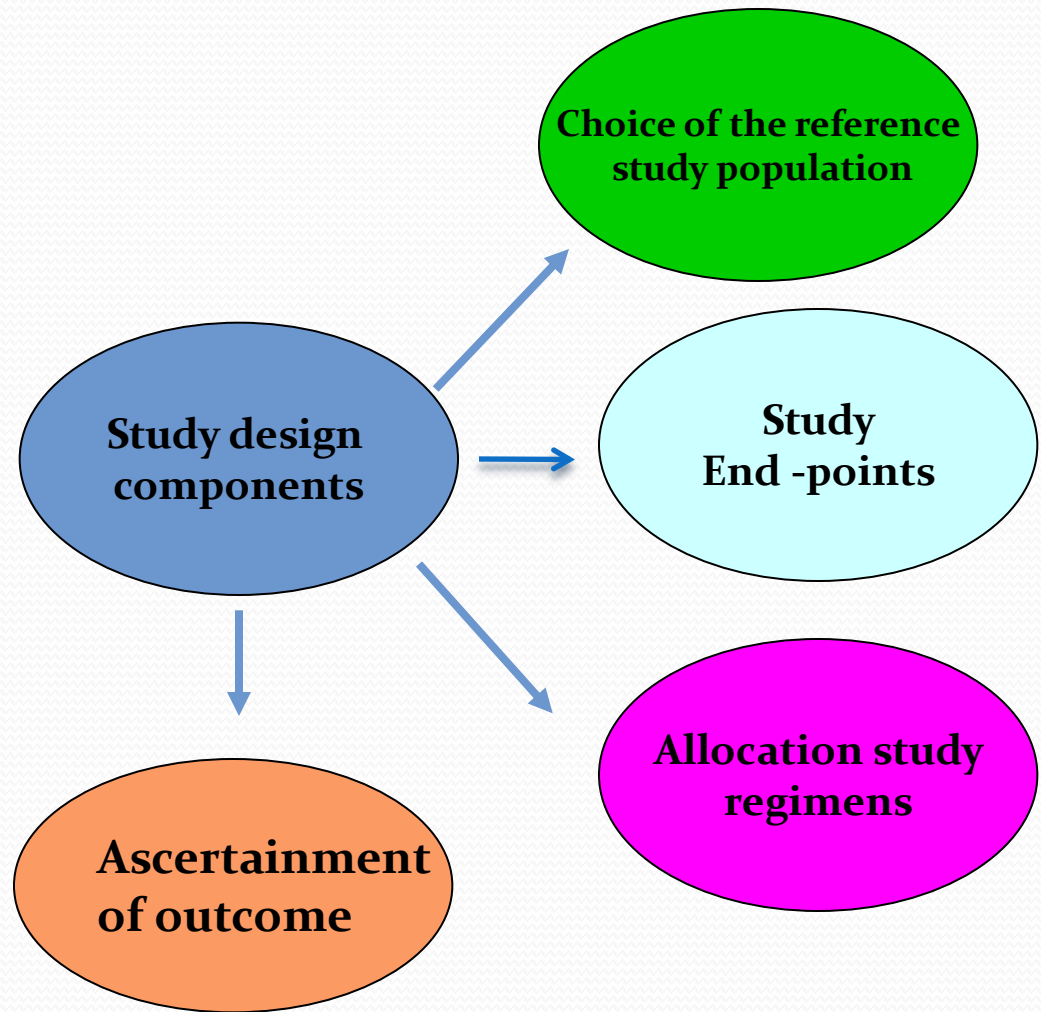 Choice of the reference
study population
Study design
components
Study
End -points
Allocation study
regimens
Ascertainment
of outcome